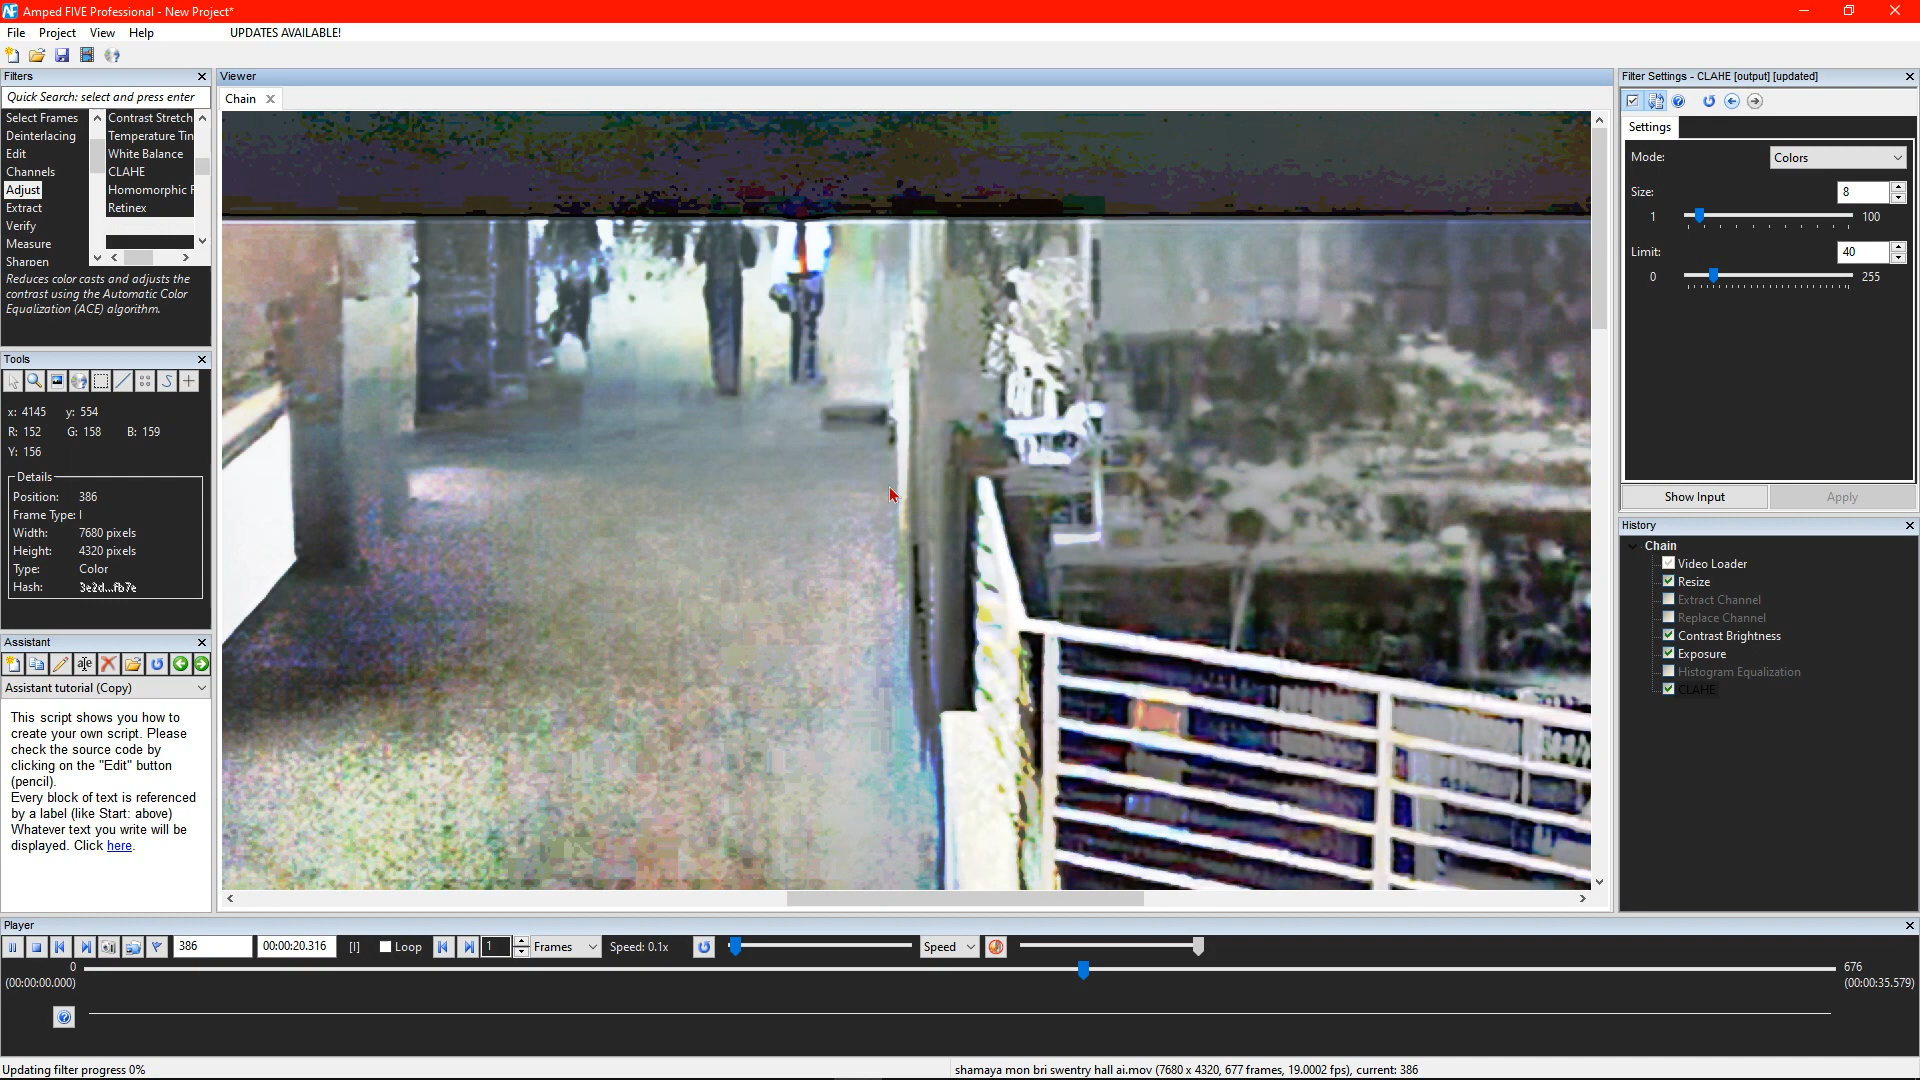 Amped FIVE Professional - New Project*
File Project View Help UPDATES AVAILABLE!
Filters
Quick Search: select and press enter
Select Frames
Deinterlacing
Edit
Channels
Adjust
Extract
Verify
Measure
Sharpen
Contrast Stretch
Temperature Tin
White Balance
CLAHE
Homomorphic F
Retinex
Reduces color casts and adjusts the
contrast using the Automatic Color
Equalization (ACE) algorithm.
Tools
x: 4145 y: 554
R: 152 G: 158 B: 159
Y: 156
Details
Position: 386
Frame Type: I
Width: 7680 pixels
Height: 4320 pixels
Type: Color
Hash: 3e2d...fb7e
Assistant
Assistant tutorial (Copy)
This script shows you how to
create your own script. Please
check the source code by
clicking on the "Edit" button
(pencil).
Every block of text is referenced
by a label (like Start: above)
Whatever text you write will be
displayed. Click here.
Viewer
Chain
Filter Settings - CLAHE [output] [updated]
Settings
Mode: Colors
Size: 8
1 100
Limit: 40
0 255
Show Input Apply
History
Chain
Video Loader
Resize
Extract Channel
Replace Channel
Contrast Brightness
Exposure
Histogram Equalization
CLAHE
Player
386 00:00:20.316 [I] Loop 1 Frames Speed: 0.1x Speed
0 676
(00:00:00.000) (00:00:35.579)
Updating filter progress 0% shamaya mon bri swentry hall ai.mov (7680 x 4320, 677 frames, 19.0002 fps), current: 386